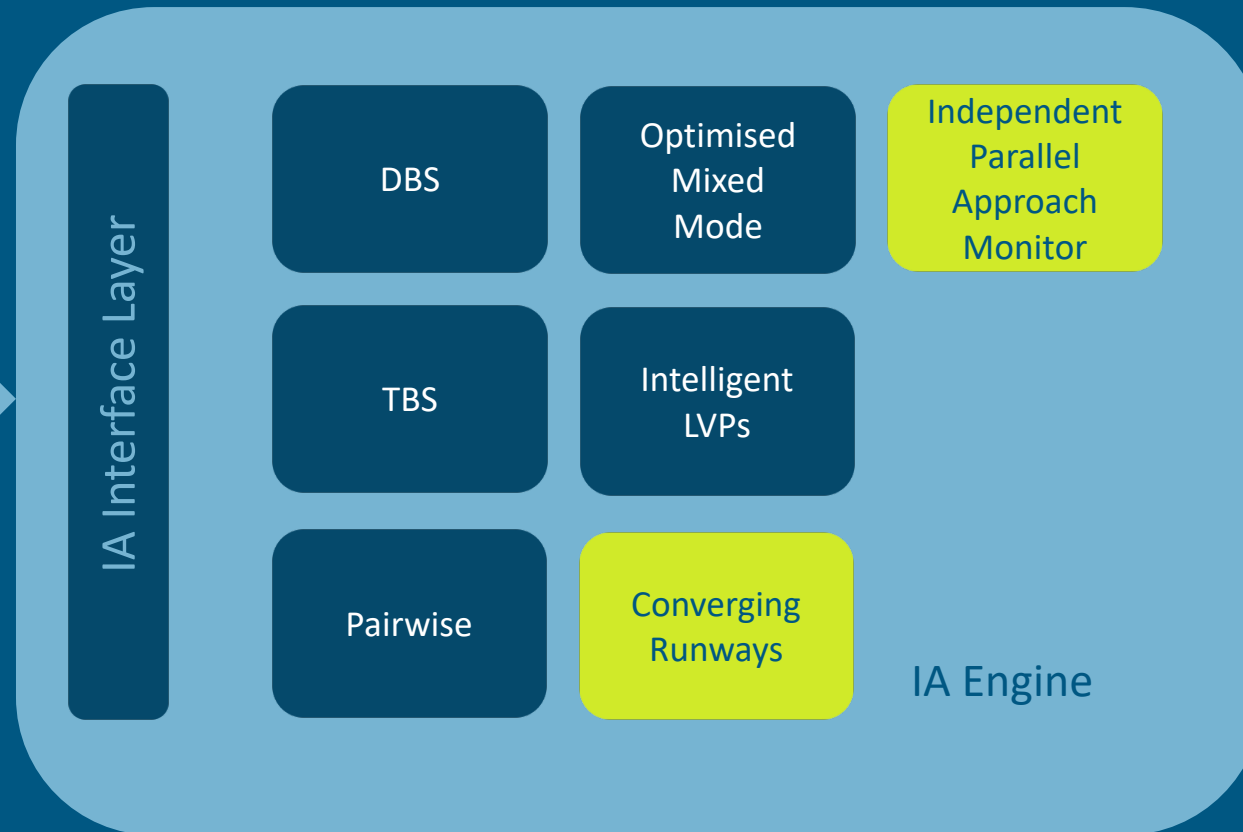 IA Interface Layer
DBS
Optimised
Mixed
Mode
Independent
Parallel
Approach
Monitor
TBS
Intelligent
LVPs
Pairwise
Converging
Runways
IA Engine